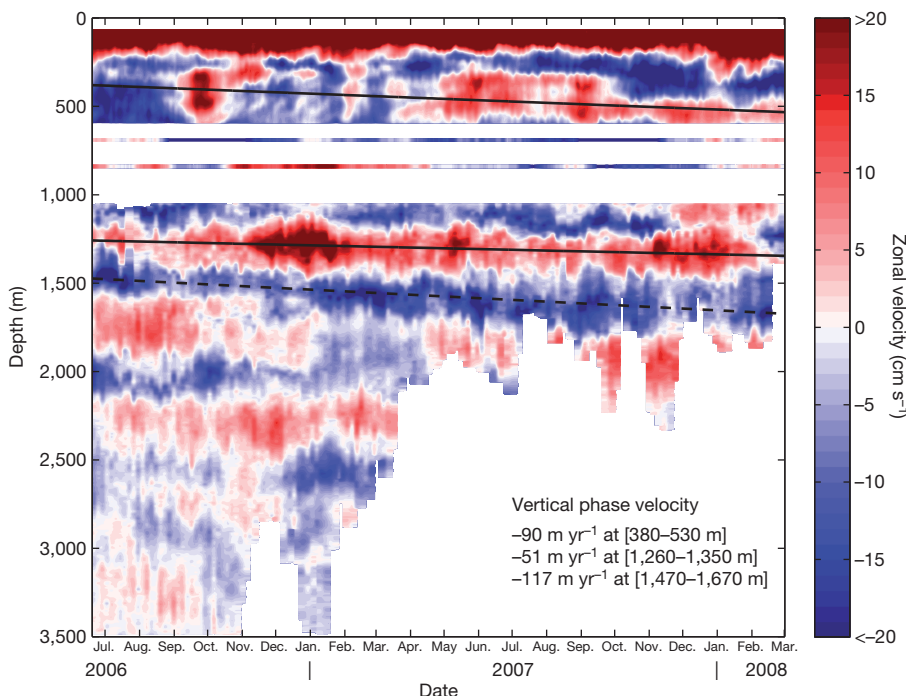 0
500
1,000
1,500
2,000
2,500
3,000
3,500
Depth (m)
Vertical phase velocity
–90 m yr⁻¹ at [380–530 m]
–51 m yr⁻¹ at [1,260–1,350 m]
–117 m yr⁻¹ at [1,470–1,670 m]
Jul. Aug. Sep. Oct. Nov. Dec. Jan. Feb. Mar. Apr. May Jun. Jul. Aug. Sep. Oct. Nov. Dec. Jan. Feb. Mar.
2006 | 2007 | 2008
Date
>20
15
10
5
0
–5
–10
–15
<–20
Zonal velocity (cm s⁻¹)